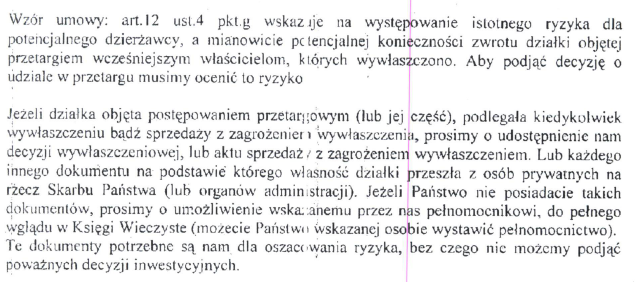 Wzór umowy: art.12 ust.4 pkt.g wskazuje na występowanie istotnego ryzyka dla
potencjalnego dzierżawcy, a mianowicie potencjalnej konieczności zwrotu działki objętej
przetargiem wcześniejszym właścicielom, których wywłaszczono. Aby podjąć decyzję o
udziale w przetargu musimy ocenić to ryzyko
Jeżeli działka objęta postępowaniem przetargowym (lub jej część), podlegała kiedykolwiek
wywłaszczeniu bądź sprzedaży z zagrożeniem wywłaszczenia, prosimy o udostępnienie nam
decyzji wywłaszczeniowej, lub aktu sprzedaży z zagrożeniem wywłaszczeniem. Lub każdego
innego dokumentu na podstawie którego własność działki przeszła z osób prywatnych na
rzecz Skarbu Państwa (lub organów administracji). Jeżeli Państwo nie posiadacie takich
dokumentów, prosimy o umożliwienie wskazanemu przez nas pełnomocnikowi, do pełnego
wglądu w Księgi Wieczyste (możecie Państwo wskazanej osobie wystawić pełnomocnictwo).
Te dokumenty potrzebne są nam dla oszacowania ryzyka, bez czego nie możemy podjąć
poważnych decyzji inwestycyjnych.